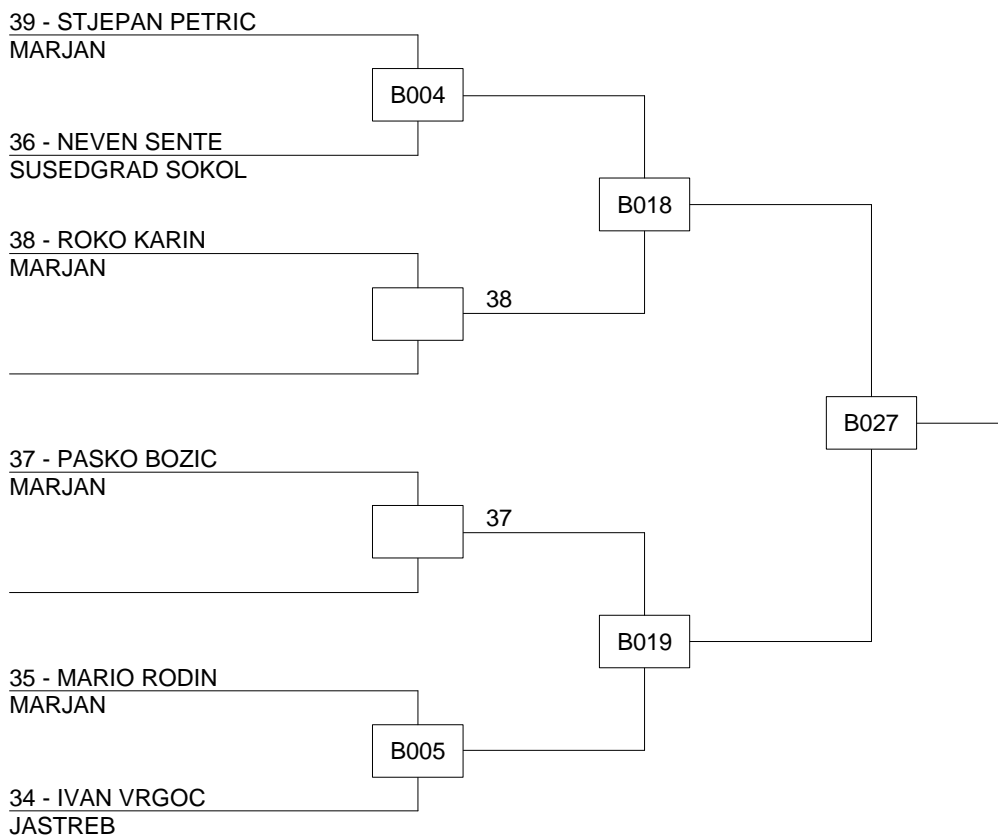 39 - STJEPAN PETRIC
MARJAN
B004
36 - NEVEN SENTE
SUSEDGRAD SOKOL
B018
38 - ROKO KARIN
MARJAN
38
B027
37 - PASKO BOZIC
MARJAN
37
B019
35 - MARIO RODIN
MARJAN
B005
34 - IVAN VRGOC
JASTREB